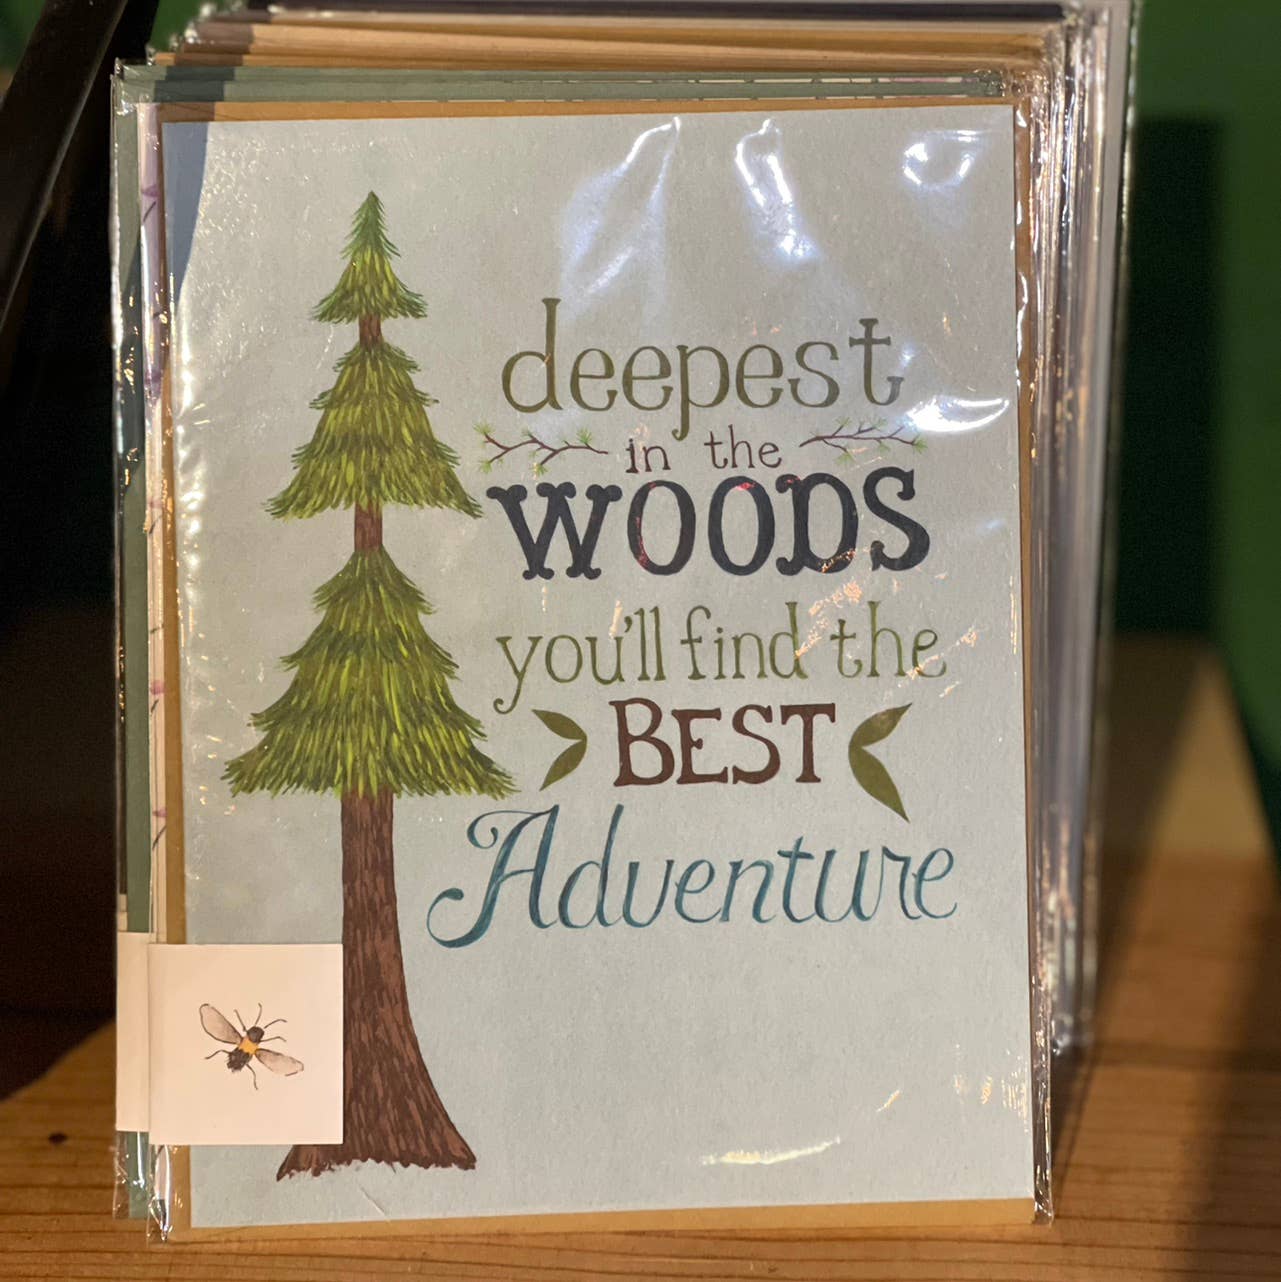 deepest
in the
WOODS
you'll find the
BEST
Adventure